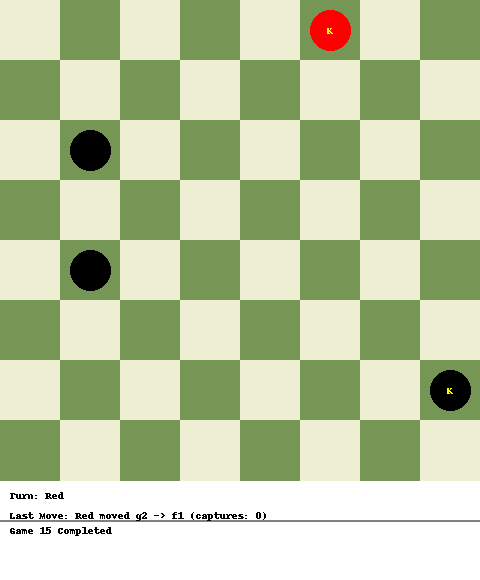 K
K
Turn: Red
Last Move: Red moved g2 -> f1 (captures: 0)
Game 15 Completed